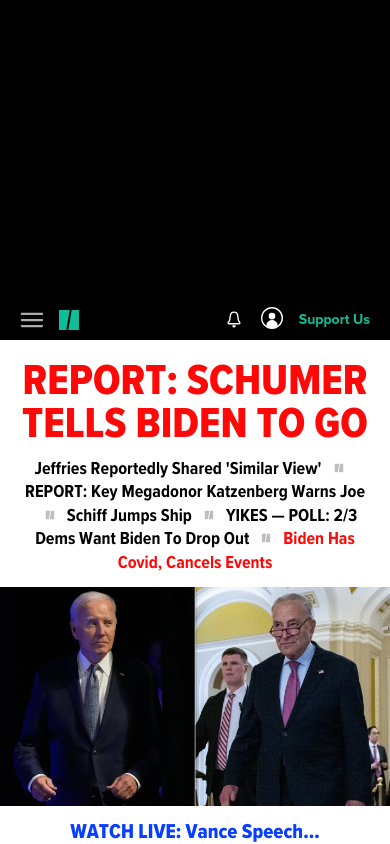 Support Us
REPORT: SCHUMER
TELLS BIDEN TO GO
Jeffries Reportedly Shared 'Similar View'
REPORT: Key Megadonor Katzenberg Warns Joe
Schiff Jumps Ship YIKES — POLL: 2/3
Dems Want Biden To Drop Out Biden Has
Covid, Cancels Events
WATCH LIVE: Vance Speech...